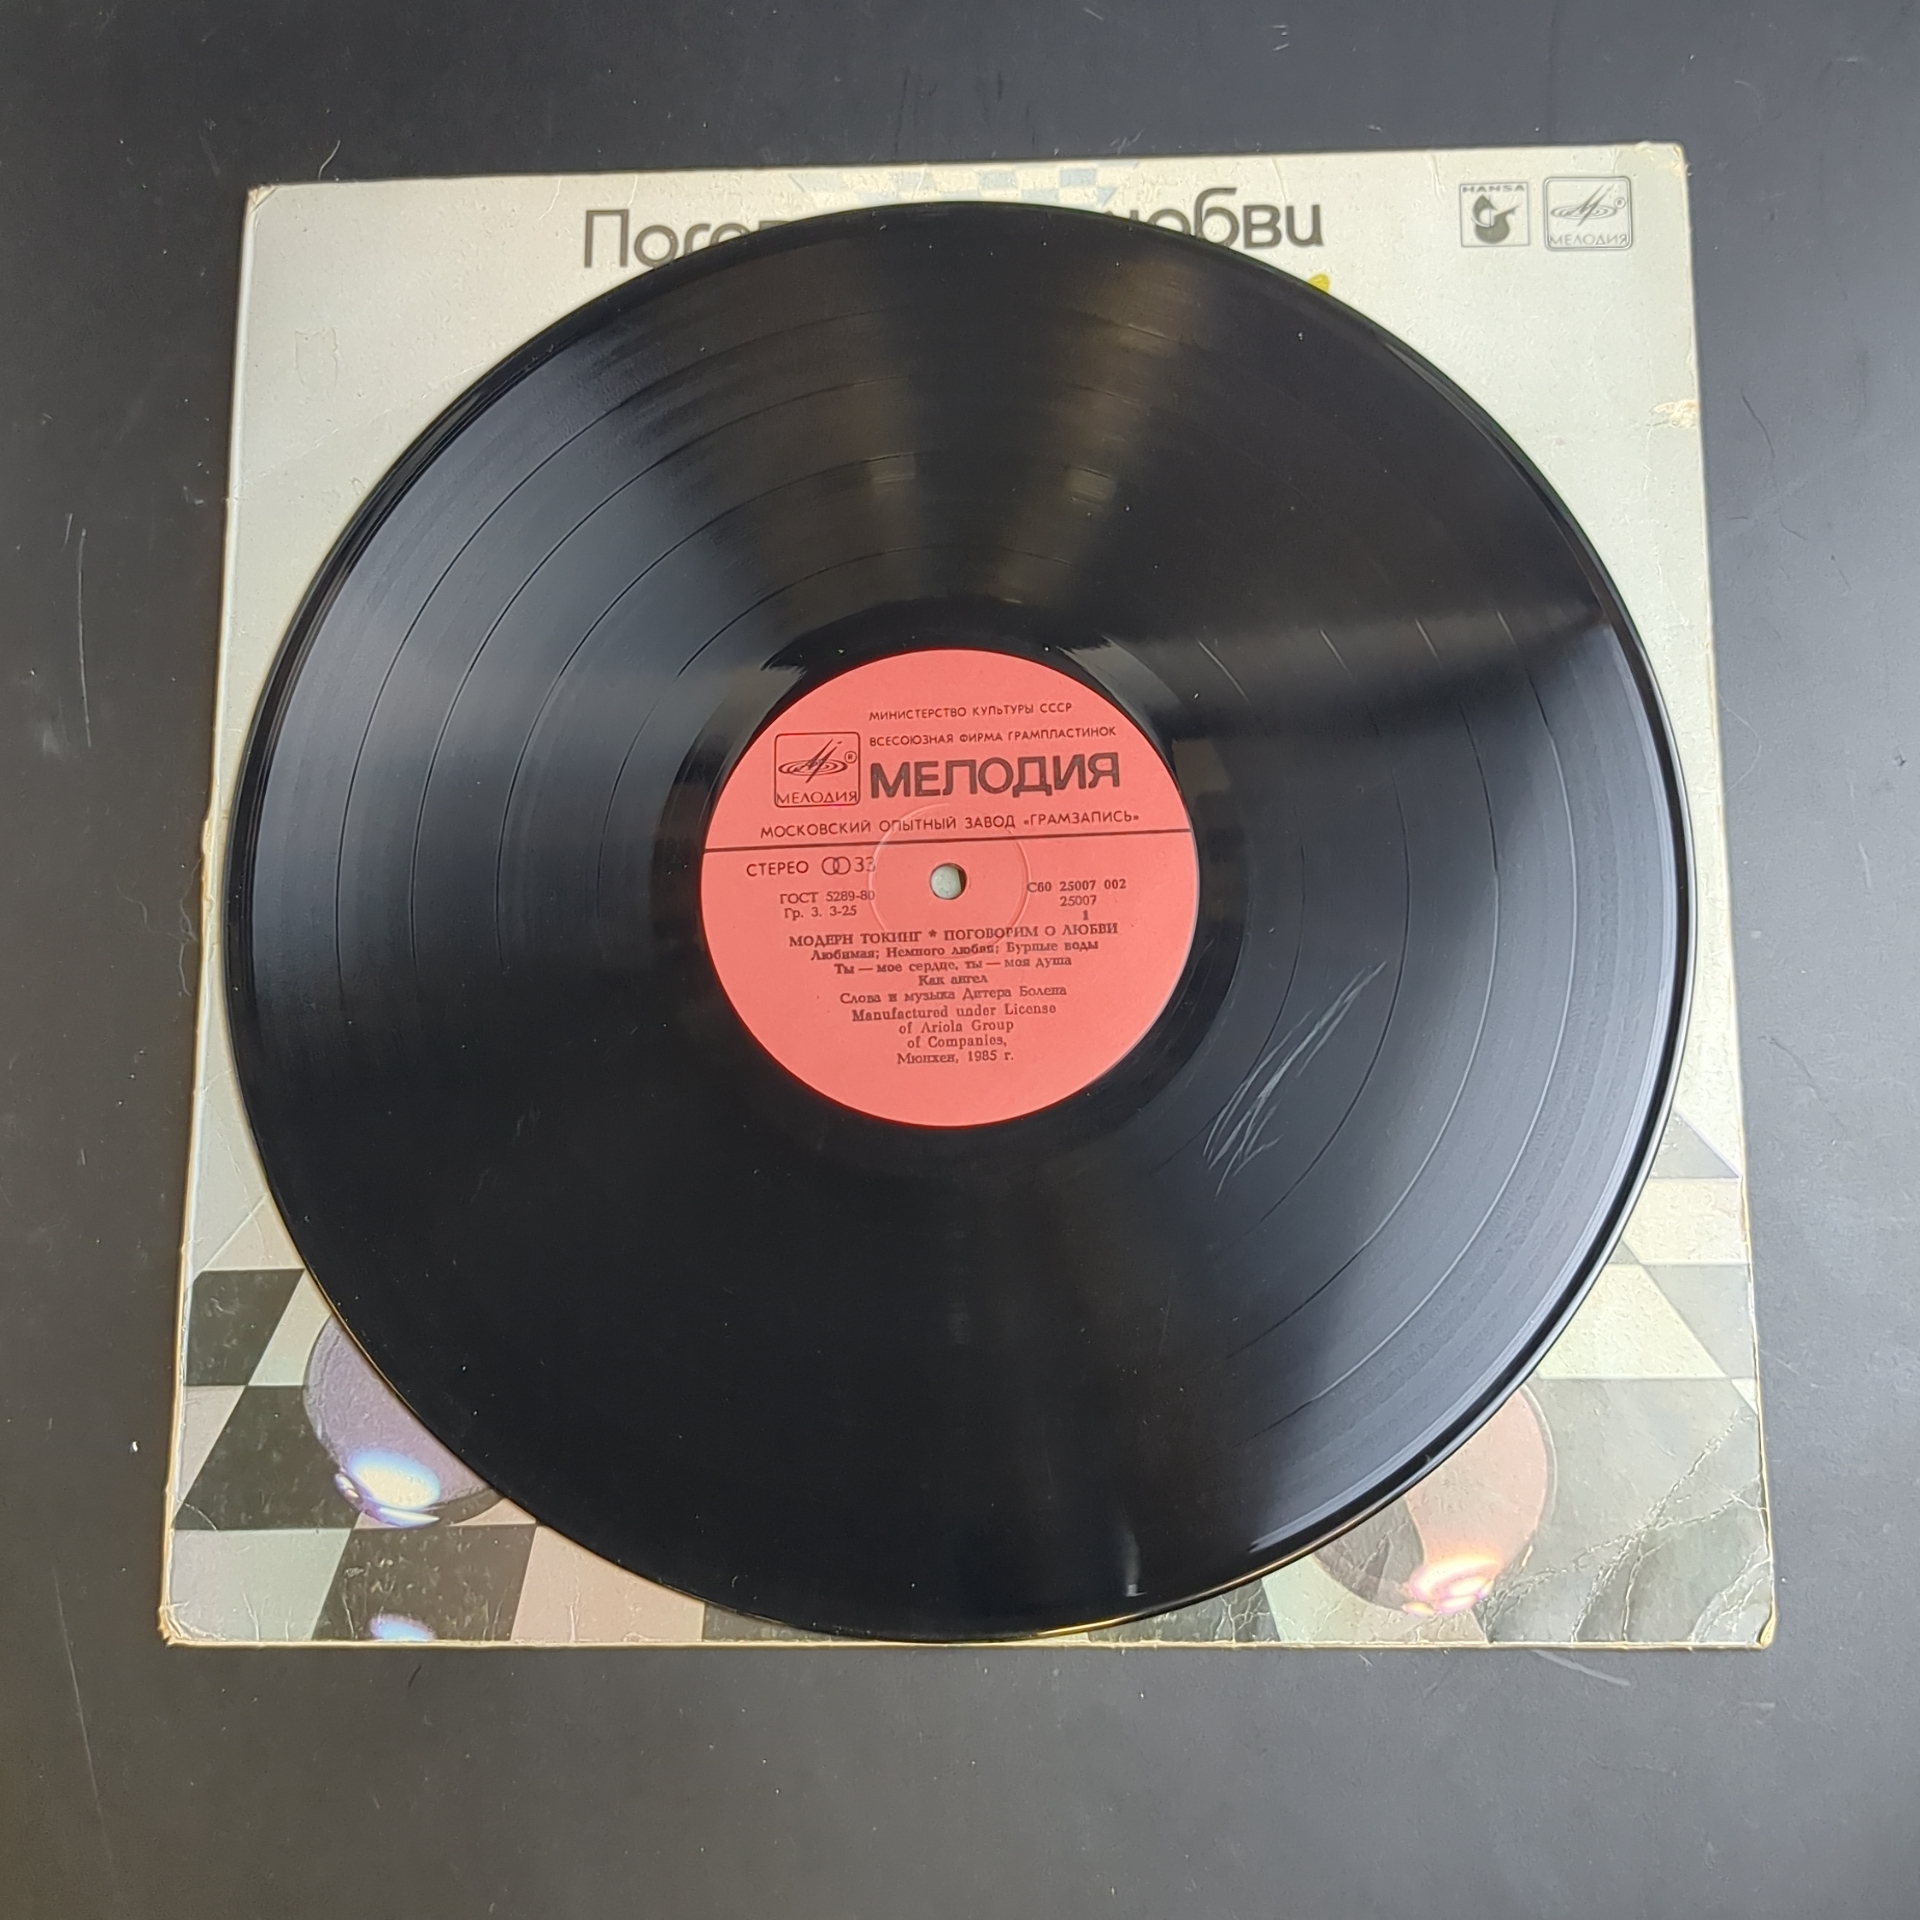 любви
HANSA
МЕЛОДИЯ
МИНИСТЕРСТВО КУЛЬТУРЫ СССР
ВСЕСОЮЗНАЯ ФИРМА ГРАМПЛАСТИНОК
МЕЛОДИЯ
МЕЛОДИЯ
МОСКОВСКИЙ ОПЫТНЫЙ ЗАВОД «ГРАМЗАПИСЬ»
СТЕРЕО 33
ГОСТ 5289-80
Гр. 3. 3-25
С60 25007 002
25007
1
МОДЕРН ТОКИНГ * ПОГОВОРИМ О ЛЮБВИ
Любимая; Немного любви; Бурные воды
Ты — мое сердце, ты — моя душа
Как ангел
Слова и музыка Дитера Болена
Manufactured under License
of Ariola Group
of Companies,
Мюнхен, 1985 г.